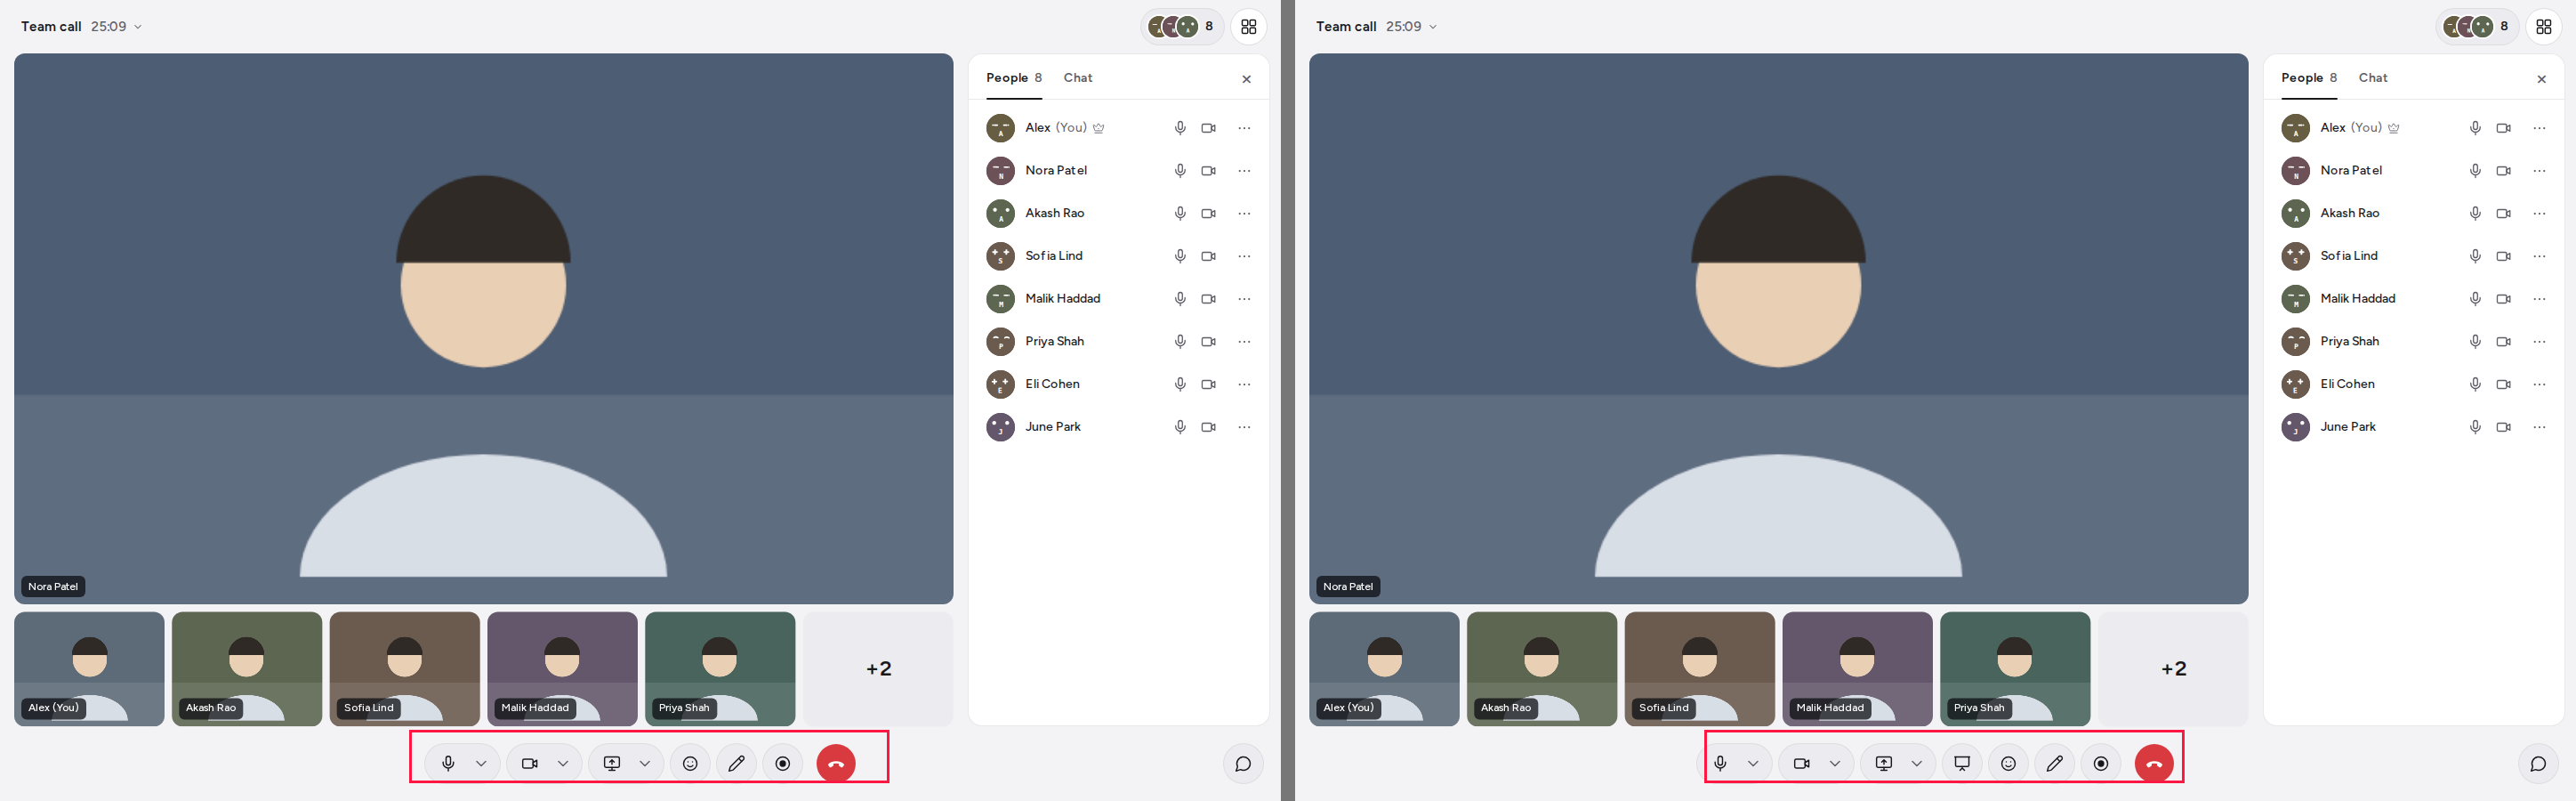 Team call 25:09
8
People 8 Chat
Alex (You)
Nora Patel
Akash Rao
Sofia Lind
Malik Haddad
Priya Shah
Eli Cohen
June Park
Nora Patel
Alex (You)
Akash Rao
Sofia Lind
Malik Haddad
Priya Shah
+2
Team call 25:09
8
People 8 Chat
Alex (You)
Nora Patel
Akash Rao
Sofia Lind
Malik Haddad
Priya Shah
Eli Cohen
June Park
Nora Patel
Alex (You)
Akash Rao
Sofia Lind
Malik Haddad
Priya Shah
+2